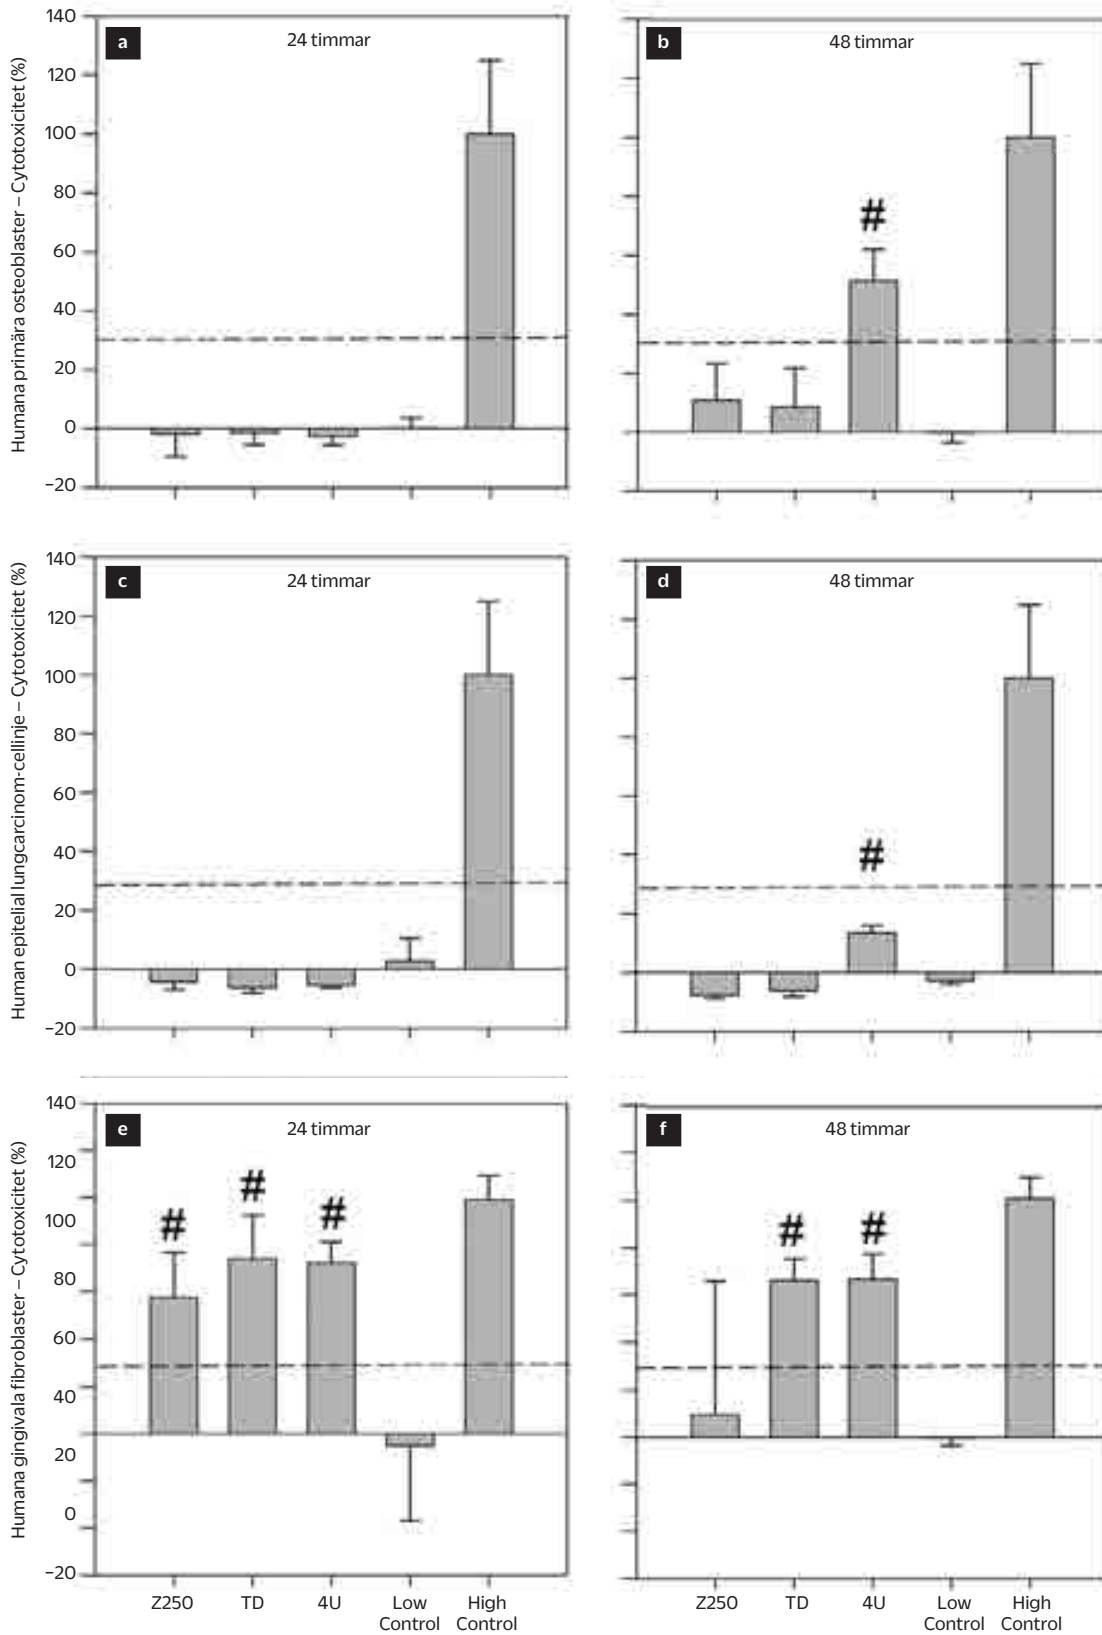 Humana primära osteoblaster – Cytotoxicitet (%)
140
120
100
80
60
40
20
0
–20
a
24 timmar
b
48 timmar
#
Human epitelial lungcarcinom-cellinje – Cytotoxicitet (%)
140
120
100
80
60
40
20
0
–20
c
24 timmar
d
48 timmar
#
Humana gingivala fibroblaster – Cytotoxicitet (%)
140
120
100
80
60
40
20
0
–20
e
24 timmar
# # #
f
48 timmar
# #
Z250 TD 4U Low Control High Control
Z250 TD 4U Low Control High Control